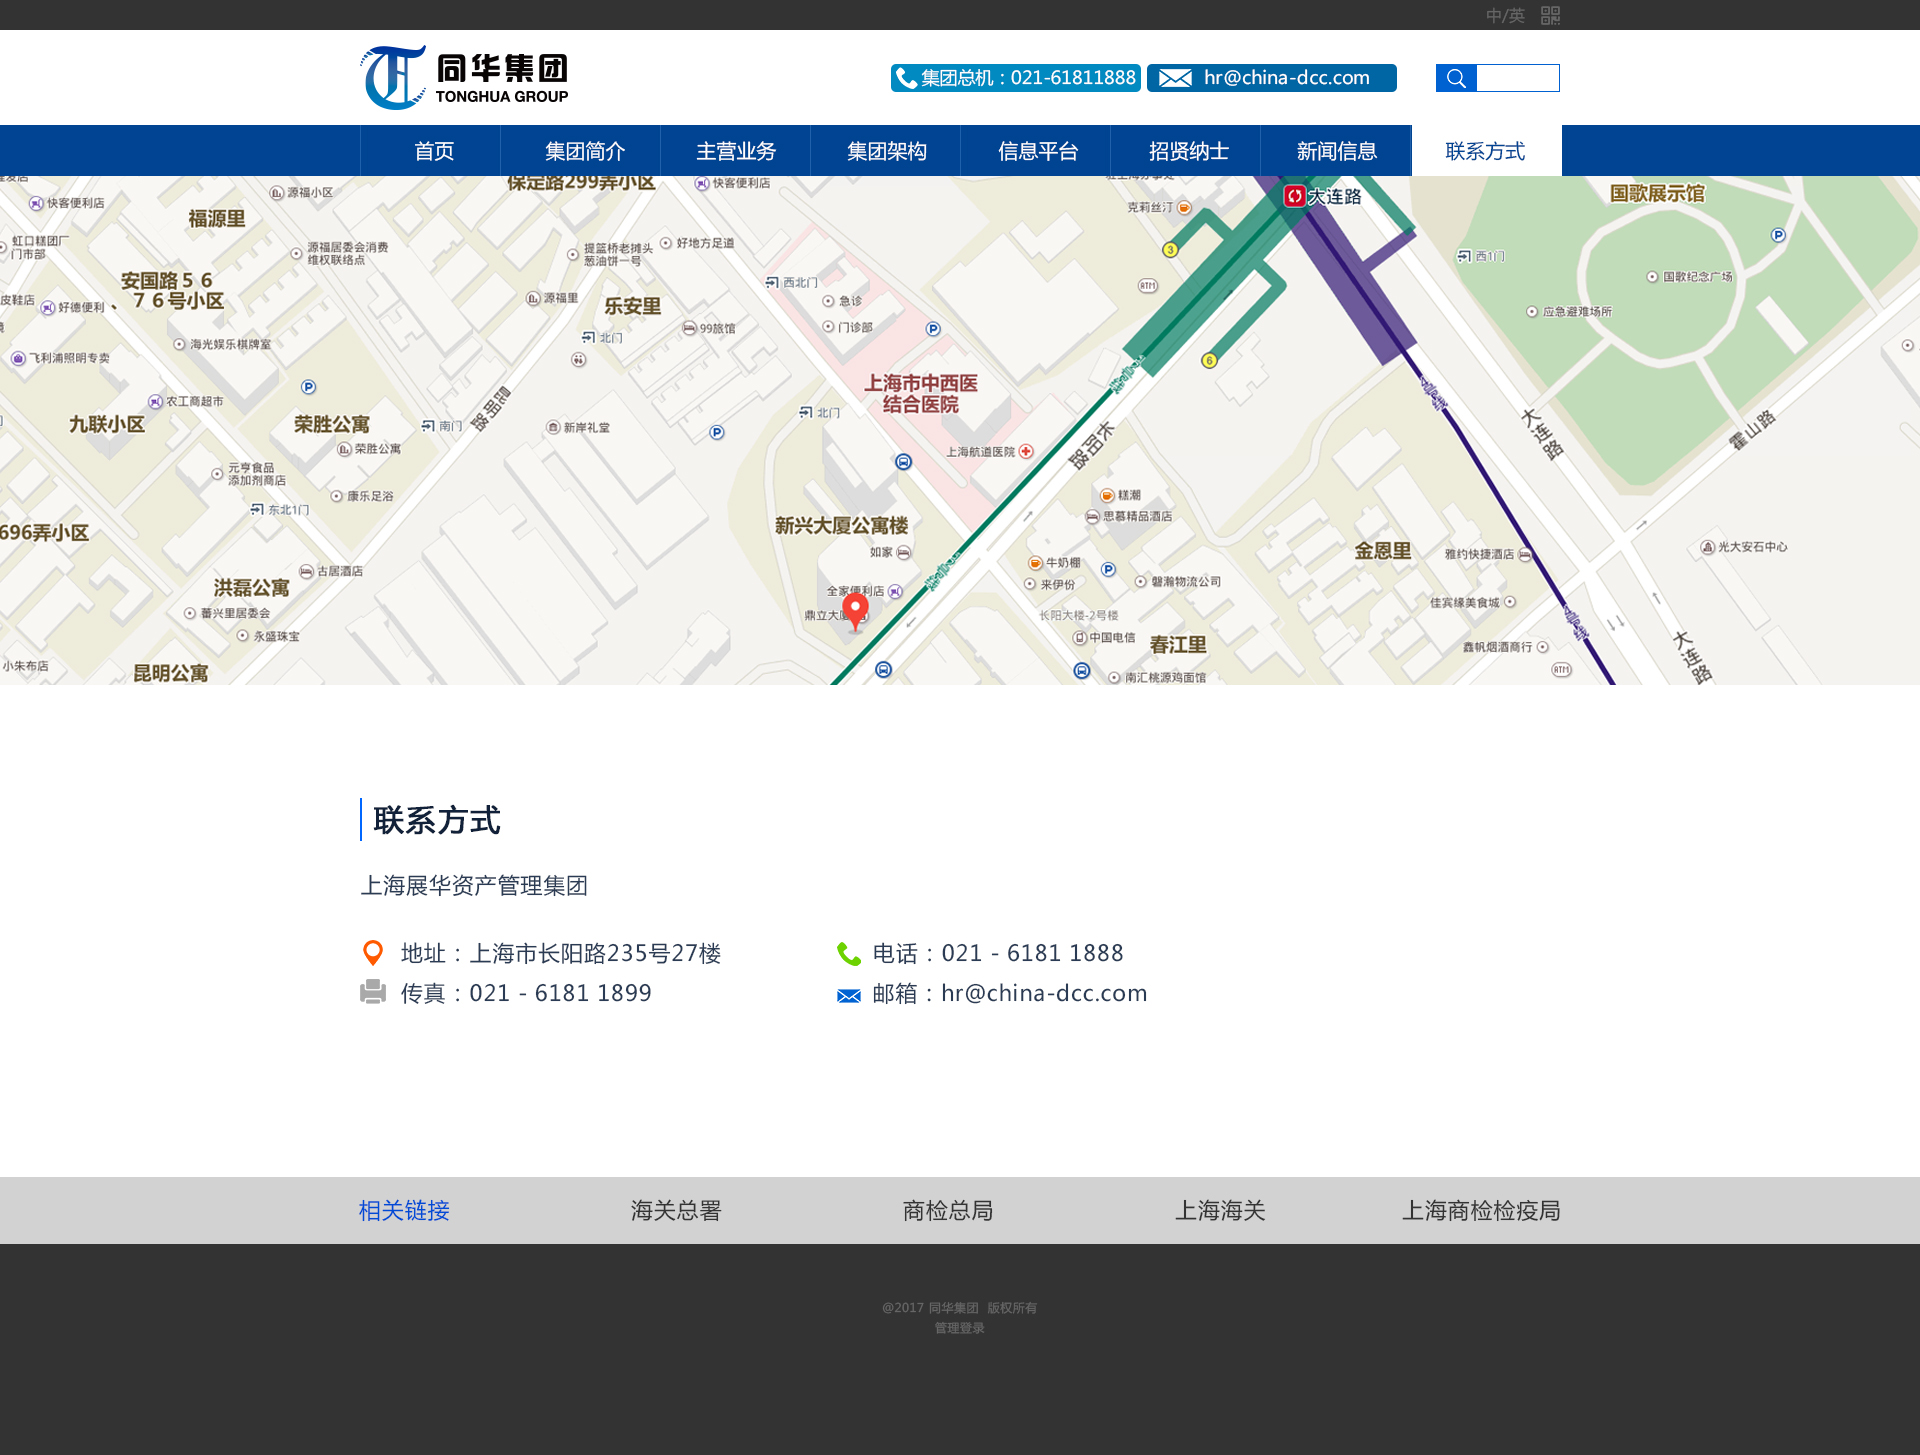 中/英
同华集团
TONGHUA GROUP
集团总机：021-61811888
hr@china-dcc.com
首页
集团简介
主营业务
集团架构
信息平台
招贤纳士
新闻信息
联系方式
保定路299弄小区
快客便利店
源福小区
快客便利店
福源里
克莉丝汀
大连路
国歌展示馆
虹口糕团厂
门市部
源福居委会消费
维权联络点
提篮桥老摊头
葱油饼一号
好地方足道
3
西1门
国歌纪念广场
安国路５６
７６号小区
皮鞋店
好德便利
源福里
乐安里
西北门
急诊
门诊部
ATM
应急避难场所
99旅馆
北门
海光娱乐棋牌室
飞利浦照明专卖
6
上海市中西医
结合医院
农工商超市
九联小区
荣胜公寓
荣胜公寓
南门
昆明路
新岸礼堂
北门
上海航道医院
长阳路
大连路
霍山路
元亨食品
添加剂商店
康乐足浴
东北1门
糕潮
思慕精品酒店
696弄小区
新兴大厦公寓楼
如家
金恩里
雅约快捷酒店
光大安石中心
古居酒店
洪磊公寓
牛奶棚
来伊份
磐瀚物流公司
全家便利店
蕃兴里居委会
永盛珠宝
长阳大楼-2号楼
中国电信
春江里
佳宾缘美食城
鑫帆烟酒商行
大连路
小朱布店
昆明公寓
南汇桃源鸡面馆
ATM
联系方式
上海展华资产管理集团
地址：上海市长阳路235号27楼
电话：021 - 6181 1888
传真：021 - 6181 1899
邮箱：hr@china-dcc.com
相关链接
海关总署
商检总局
上海海关
上海商检检疫局
@2017 同华集团 版权所有
管理登录